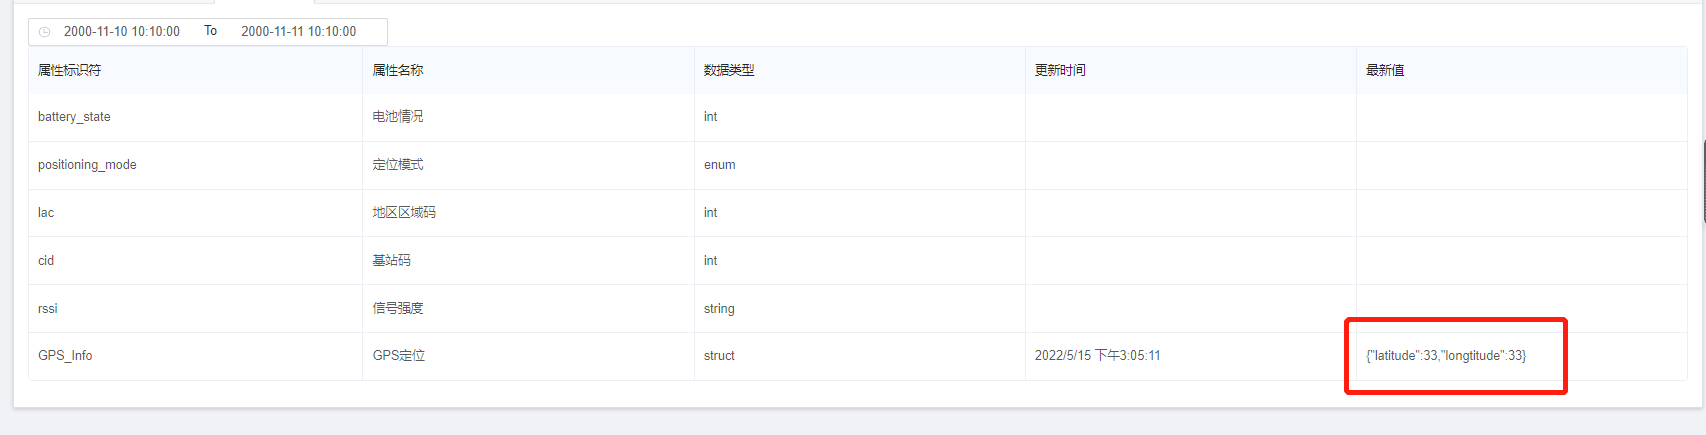 2000-11-10 10:10:00 To 2000-11-11 10:10:00
属性标识符 属性名称 数据类型 更新时间 最新值
battery_state 电池情况 int
positioning_mode 定位模式 enum
lac 地区区域码 int
cid 基站码 int
rssi 信号强度 string
GPS_Info GPS定位 struct 2022/5/15 下午3:05:11 {"latitude":33,"longtitude":33}